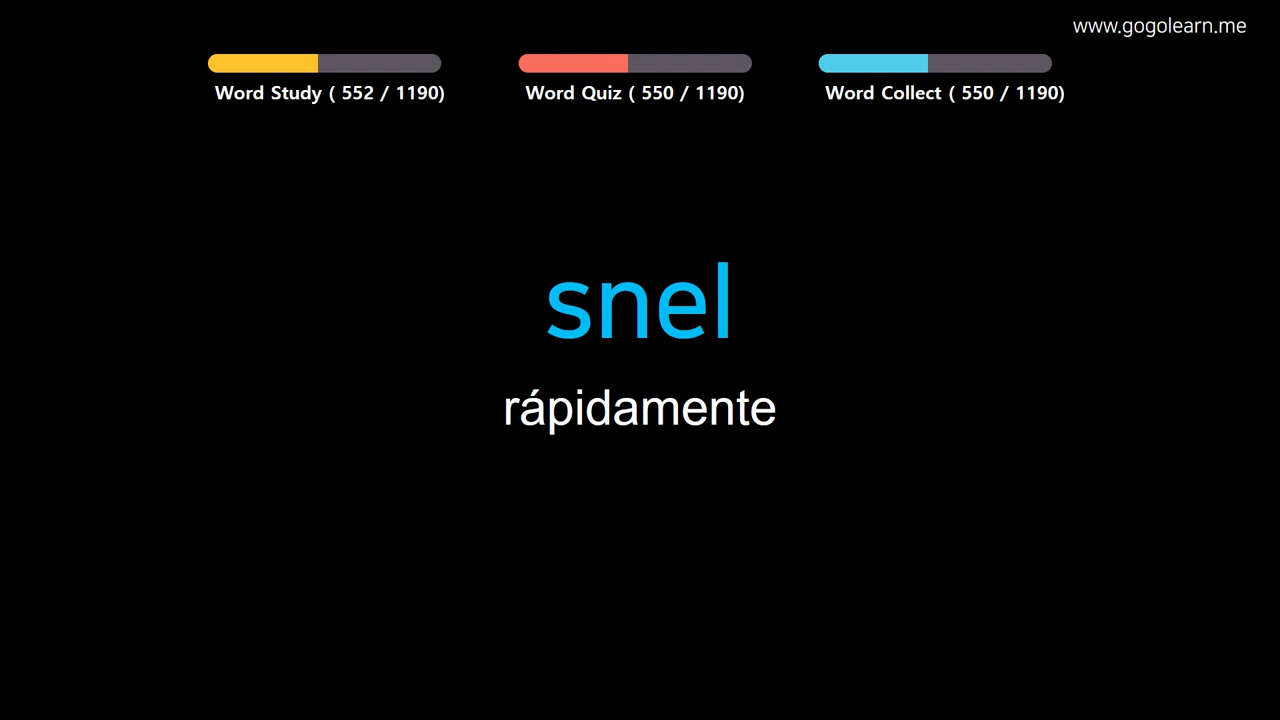 www.gogolearn.me
Word Study ( 552 / 1190)
Word Quiz ( 550 / 1190)
Word Collect ( 550 / 1190)
snel
rápidamente